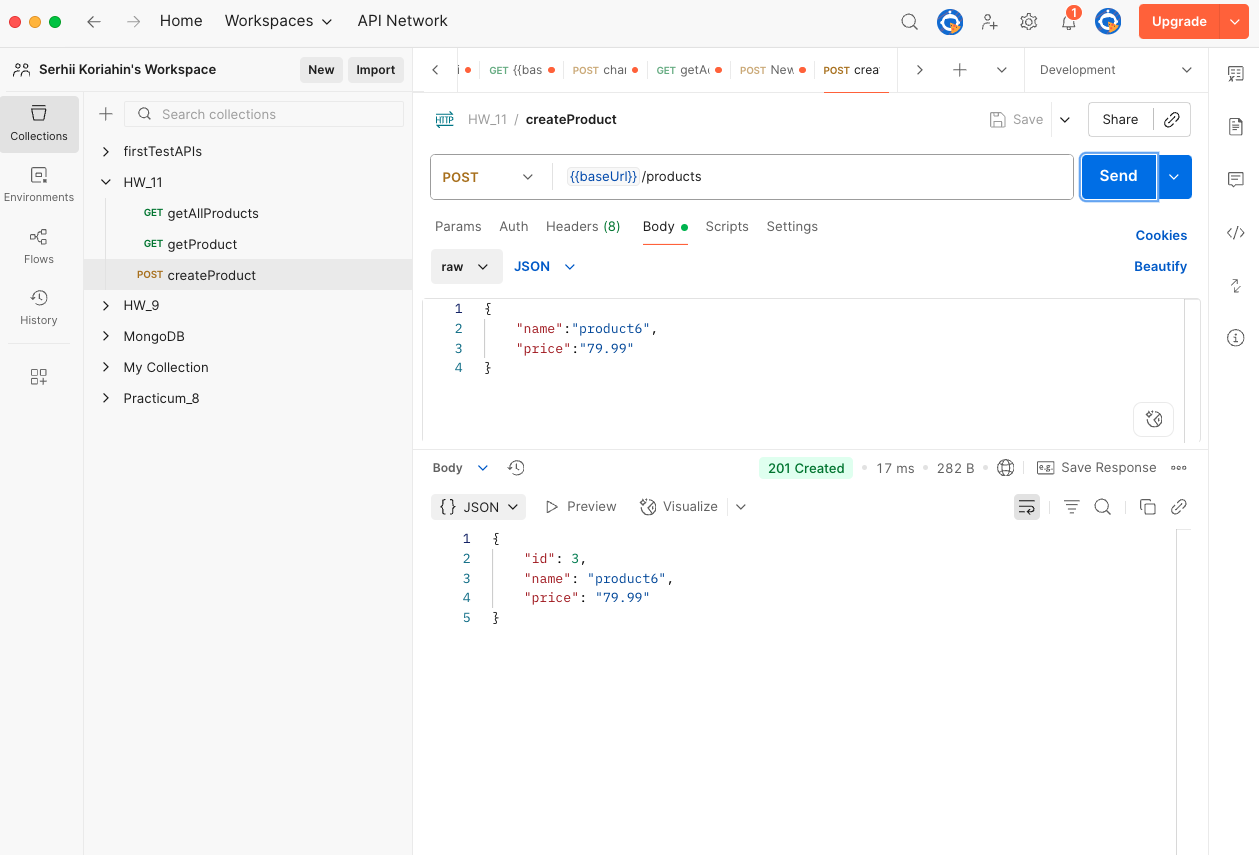 Home Workspaces API Network 1 Upgrade
Serhii Koriahin's Workspace New Import
GET {{bas POST char GET getAc POST New POST crea Development
Collections
Environments
Flows
History
Search collections
firstTestAPIs
HW_11
GET getAllProducts
GET getProduct
POST createProduct
HW_9
MongoDB
My Collection
Practicum_8
HTTP HW_11 / createProduct Save Share
POST {{baseUrl}} /products Send
Params Auth Headers (8) Body Scripts Settings Cookies
raw JSON Beautify
1 {
2 "name":"product6",
3 "price":"79.99"
4 }
Body 201 Created 17 ms 282 B e.g. Save Response
{} JSON Preview Visualize
1 {
2 "id": 3,
3 "name": "product6",
4 "price": "79.99"
5 }